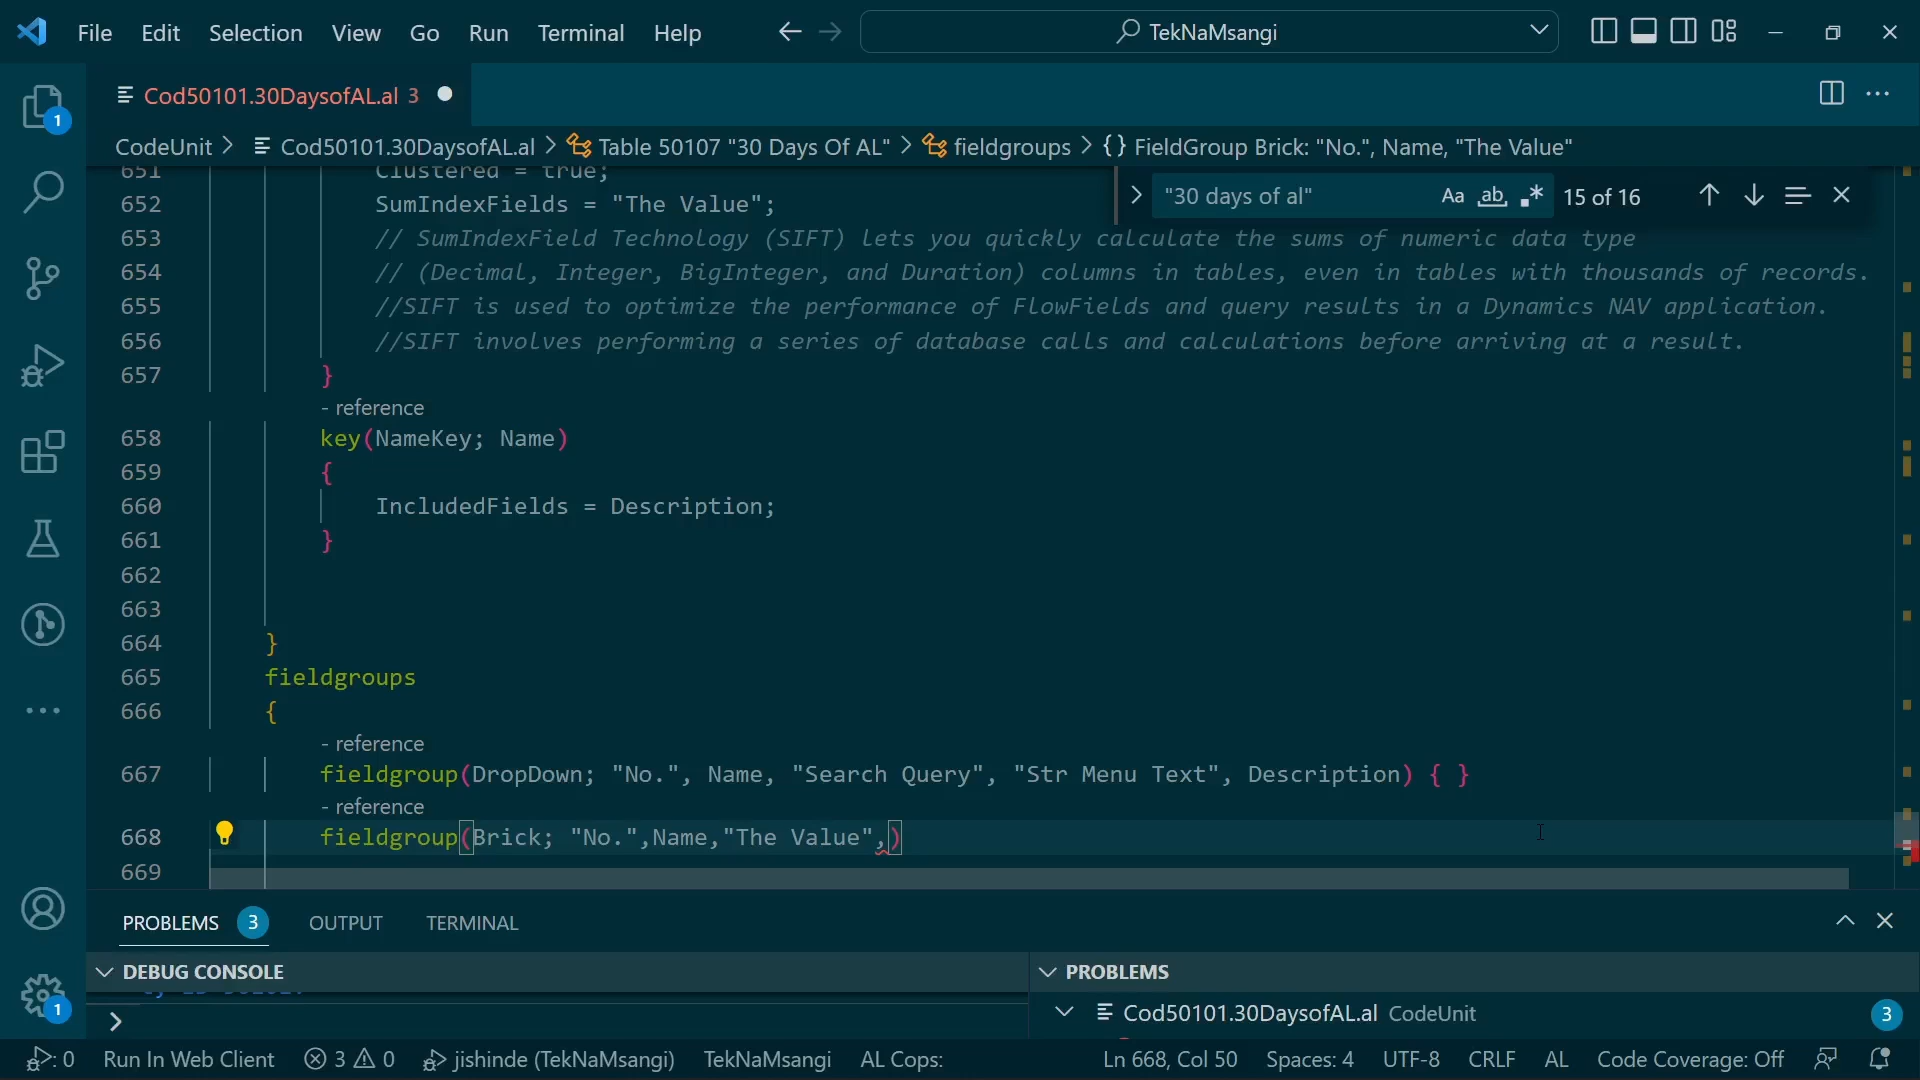 File Edit Selection View Go Run Terminal Help TekNaMsangi
Cod50101.30DaysofAL.al 3
CodeUnit > Cod50101.30DaysofAL.al > Table 50107 "30 Days Of AL" > fieldgroups > {} FieldGroup Brick: "No.", Name, "The Value"
"30 days of al" Aa ab .* 15 of 16
651 Clustered = true;
652 SumIndexFields = "The Value";
653 // SumIndexField Technology (SIFT) lets you quickly calculate the sums of numeric data type
654 // (Decimal, Integer, BigInteger, and Duration) columns in tables, even in tables with thousands of records.
655 //SIFT is used to optimize the performance of FlowFields and query results in a Dynamics NAV application.
656 //SIFT involves performing a series of database calls and calculations before arriving at a result.
657 }
- reference
658 key(NameKey; Name)
659 {
660 IncludedFields = Description;
661 }
662
663
664 }
665 fieldgroups
666 {
- reference
667 fieldgroup(DropDown; "No.", Name, "Search Query", "Str Menu Text", Description) { }
- reference
668 fieldgroup(Brick; "No.",Name,"The Value",)
669
PROBLEMS 3 OUTPUT TERMINAL
DEBUG CONSOLE
PROBLEMS
Cod50101.30DaysofAL.al CodeUnit 3
1
1
: 0 Run In Web Client 3 0 jishinde (TekNaMsangi) TekNaMsangi AL Cops: Ln 668, Col 50 Spaces: 4 UTF-8 CRLF AL Code Coverage: Off